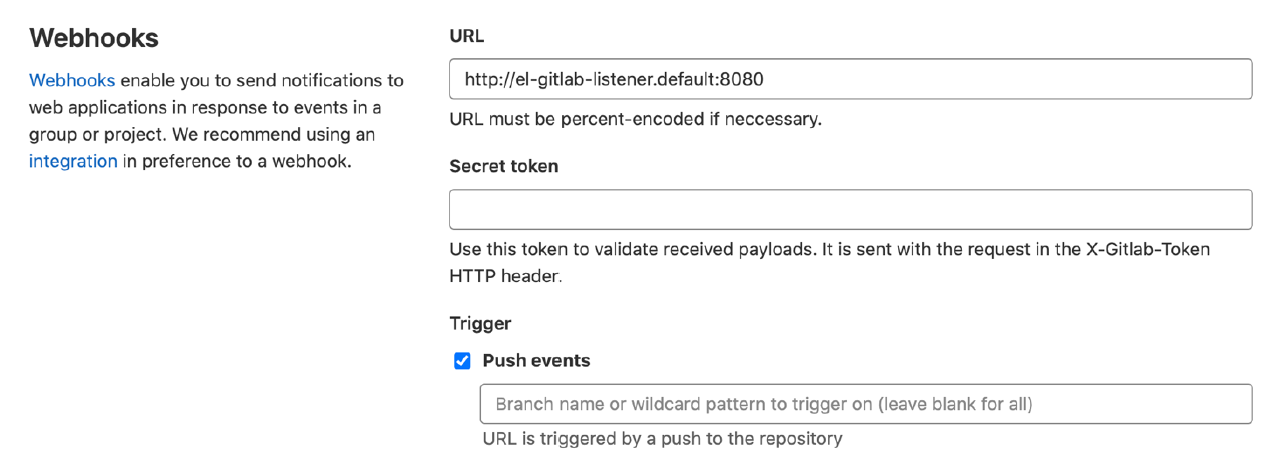 Webhooks
Webhooks enable you to send notifications to
web applications in response to events in a
group or project. We recommend using an
integration in preference to a webhook.
URL
http://el-gitlab-listener.default:8080
URL must be percent-encoded if neccessary.
Secret token
Use this token to validate received payloads. It is sent with the request in the X-Gitlab-Token
HTTP header.
Trigger
Push events
Branch name or wildcard pattern to trigger on (leave blank for all)
URL is triggered by a push to the repository